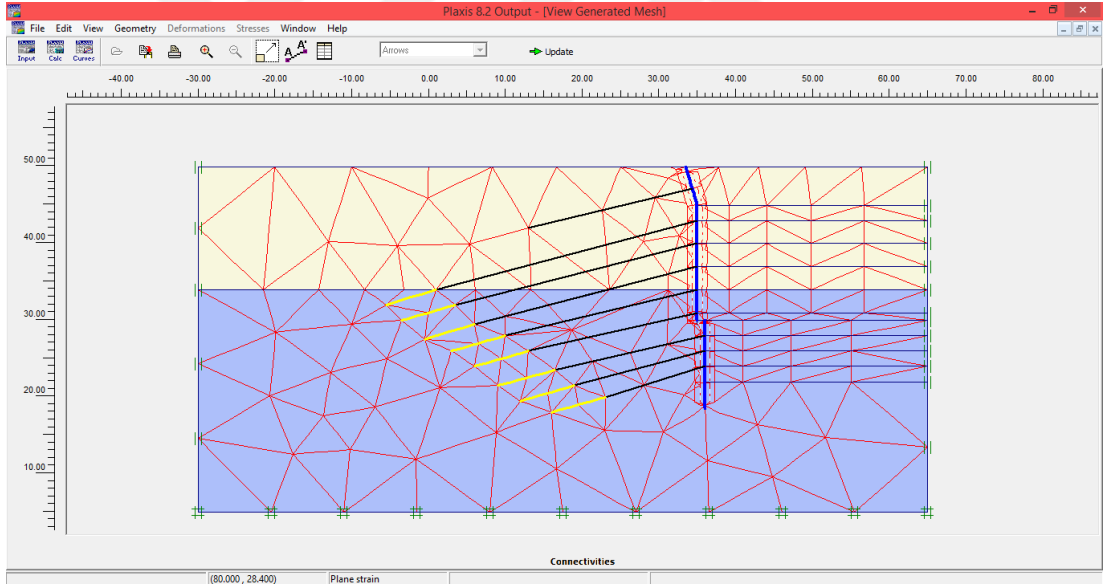 Plaxis 8.2 Output - [View Generated Mesh]
File Edit View Geometry Deformations Stresses Window Help
Input Calc Curves Arrows Update
-40.00 -30.00 -20.00 -10.00 0.00 10.00 20.00 30.00 40.00 50.00 60.00 70.00 80.00
50.00
40.00
30.00
20.00
10.00
Connectivities
(80.000 , 28.400) Plane strain